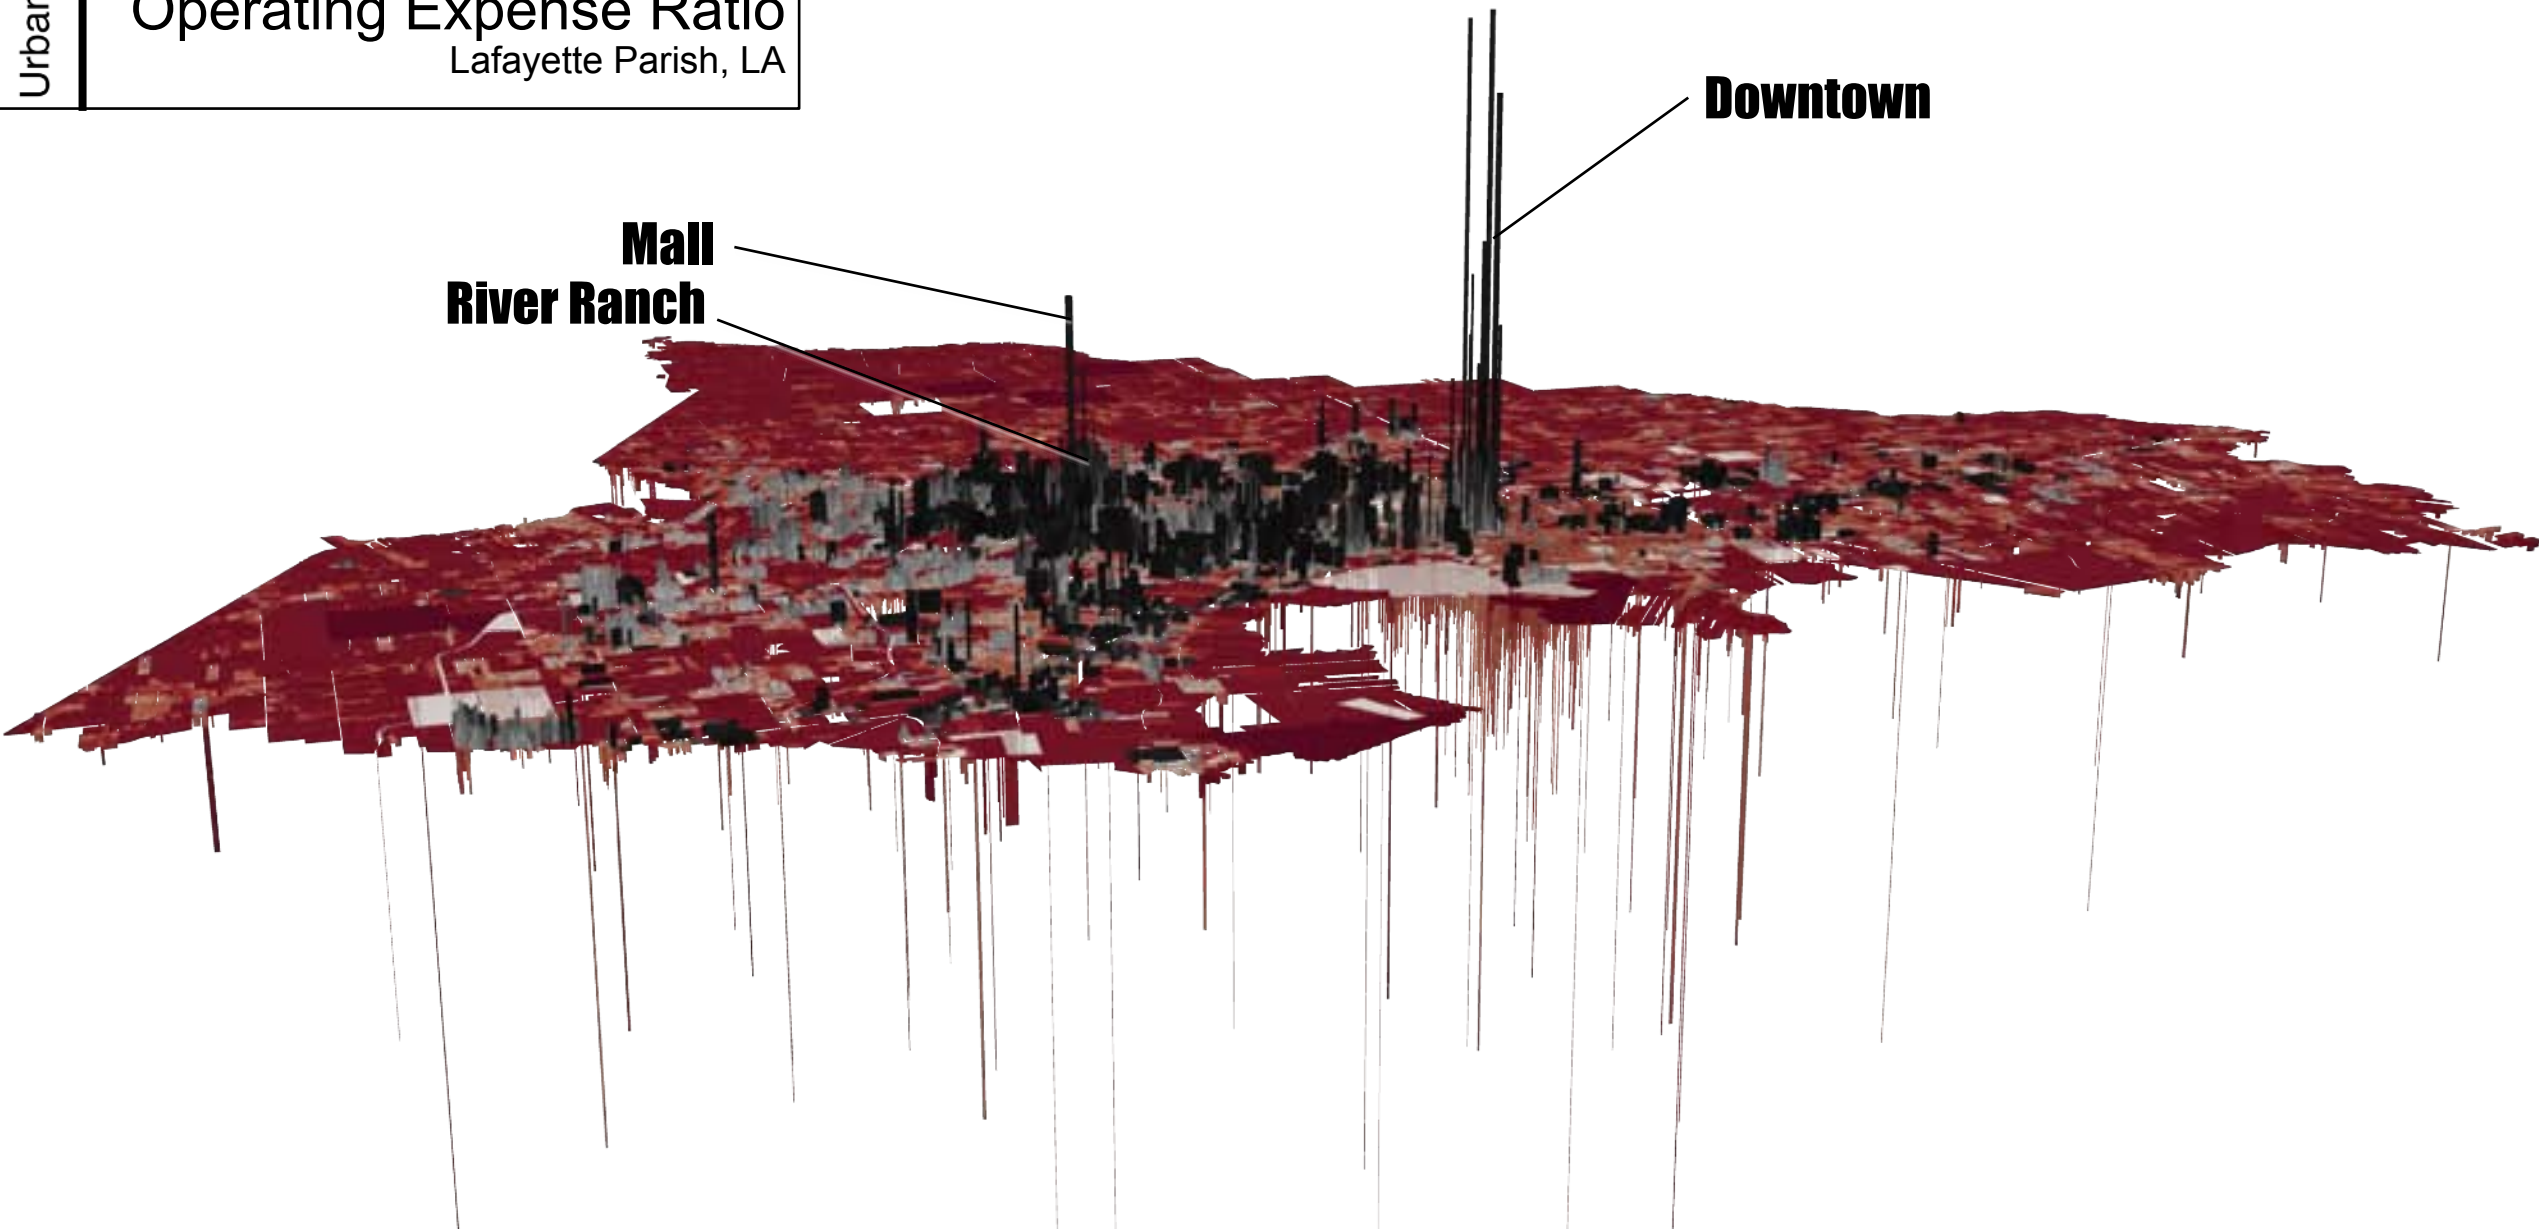 Urban
Operating Expense Ratio
Lafayette Parish, LA
Downtown
Mall
River Ranch